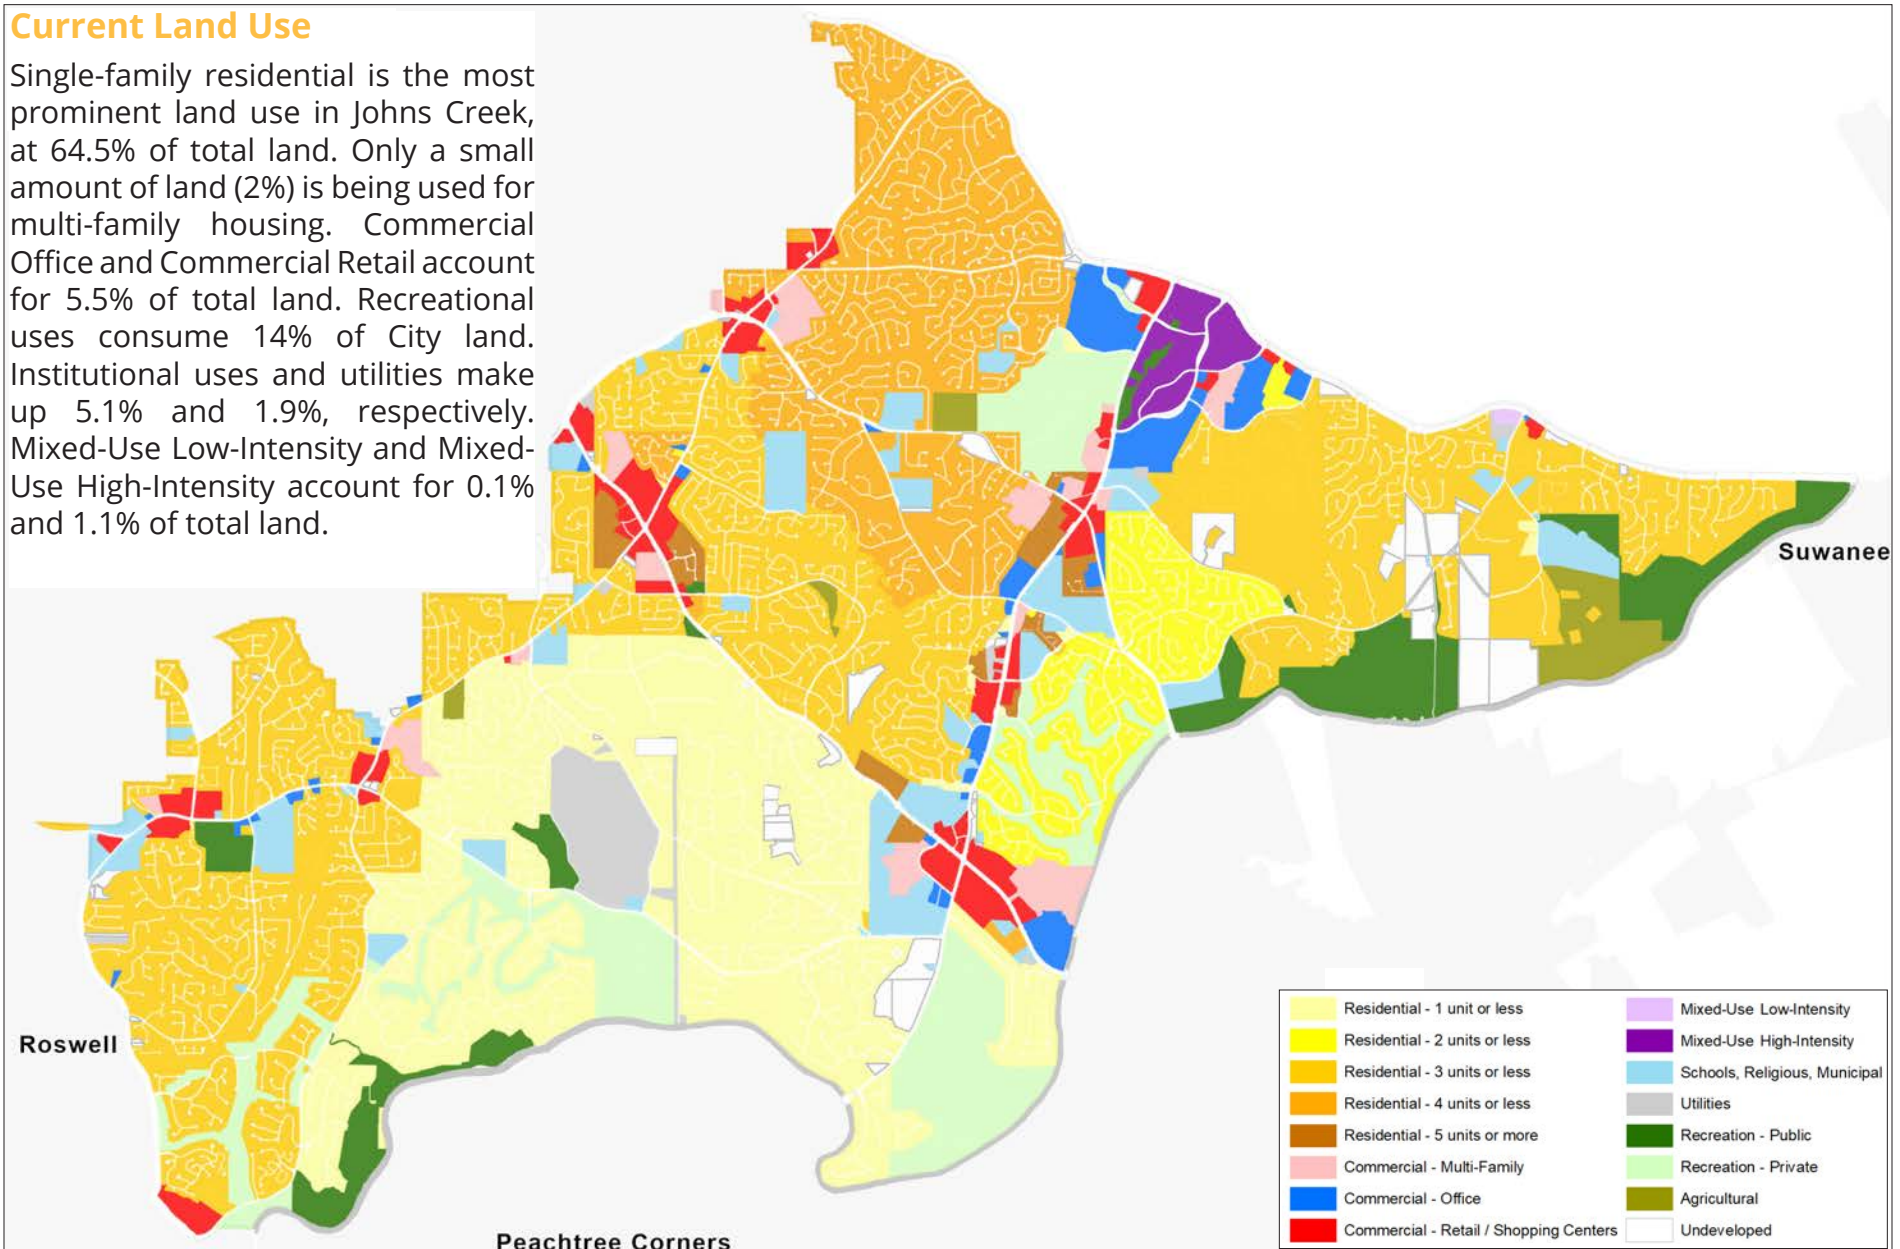 Current Land Use
Single-family residential is the most
prominent land use in Johns Creek,
at 64.5% of total land. Only a small
amount of land (2%) is being used for
multi-family housing. Commercial
Office and Commercial Retail account
for 5.5% of total land. Recreational
uses consume 14% of City land.
Institutional uses and utilities make
up 5.1% and 1.9%, respectively.
Mixed-Use Low-Intensity and Mixed-
Use High-Intensity account for 0.1%
and 1.1% of total land.
Suwanee
Roswell
Peachtree Corners
Residential - 1 unit or less
Residential - 2 units or less
Residential - 3 units or less
Residential - 4 units or less
Residential - 5 units or more
Commercial - Multi-Family
Commercial - Office
Commercial - Retail / Shopping Centers
Mixed-Use Low-Intensity
Mixed-Use High-Intensity
Schools, Religious, Municipal
Utilities
Recreation - Public
Recreation - Private
Agricultural
Undeveloped